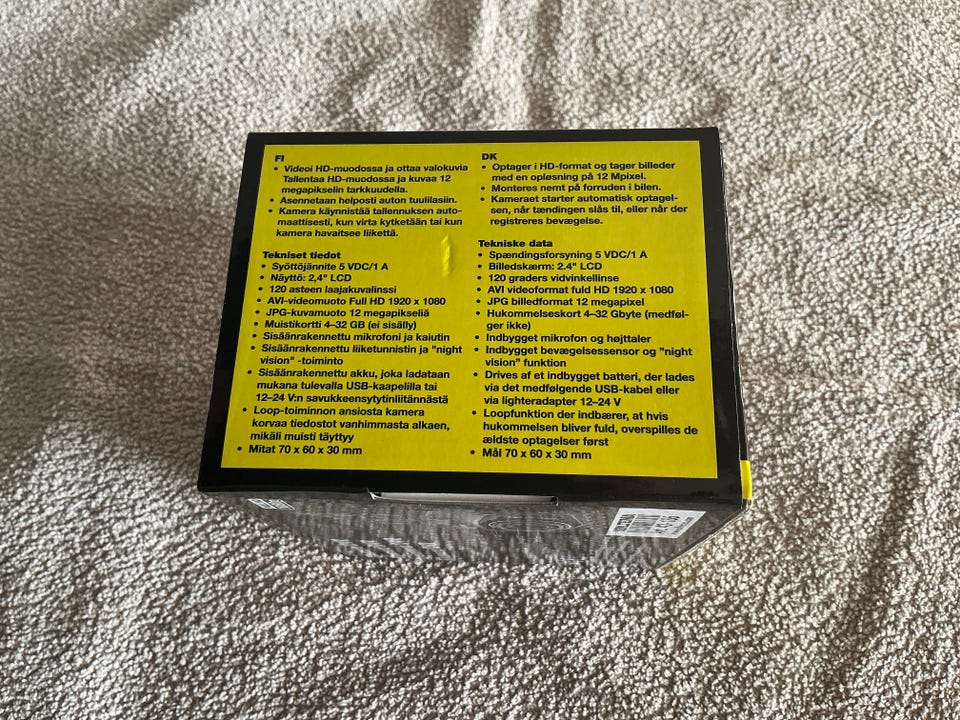 FI
• Videoi HD-muodossa ja ottaa valokuvia
Tallentaa HD-muodossa ja kuvaa 12
megapikselin tarkkuudella.
• Asennetaan helposti auton tuulilasiin.
• Kamera käynnistää tallennuksen auto-
maattisesti, kun virta kytketään tai kun
kamera havaitsee liikettä.
Tekniset tiedot
• Syöttöjännite 5 VDC/1 A
• Näyttö: 2,4" LCD
• 120 asteen laajakuvalinssi
• AVI-videomuoto Full HD 1920 x 1080
• JPG-kuvamuoto 12 megapikseliä
• Muistikortti 4–32 GB (ei sisälly)
• Sisäänrakennettu mikrofoni ja kaiutin
• Sisäänrakennettu liiketunnistin ja "night
vision" -toiminto
• Sisäänrakennettu akku, joka ladataan
mukana tulevalla USB-kaapelilla tai
12–24 V:n savukkeensytytinliitännästä
• Loop-toiminnon ansiosta kamera
korvaa tiedostot vanhimmasta alkaen,
mikäli muisti täyttyy
• Mitat 70 x 60 x 30 mm
DK
• Optager i HD-format og tager billeder
med en opløsning på 12 Mpixel.
• Monteres nemt på forruden i bilen.
• Kameraet starter automatisk optagel-
sen, når tændingen slås til, eller når der
registreres bevægelse.
Tekniske data
• Spændingsforsyning 5 VDC/1 A
• Billedskærm: 2.4" LCD
• 120 graders vidvinkellinse
• AVI videoformat fuld HD 1920 x 1080
• JPG billedformat 12 megapixel
• Hukommelseskort 4–32 Gbyte (medføl-
ger ikke)
• Indbygget mikrofon og højttaler
• Indbygget bevægelsessensor og ”night
vision” funktion
• Drives af et indbygget batteri, der lades
via det medfølgende USB-kabel eller
via lighteradapter 12–24 V
• Loopfunktion der indbærer, at hvis
hukommelsen bliver fuld, overspilles de
ældste optagelser først
• Mål 70 x 60 x 30 mm